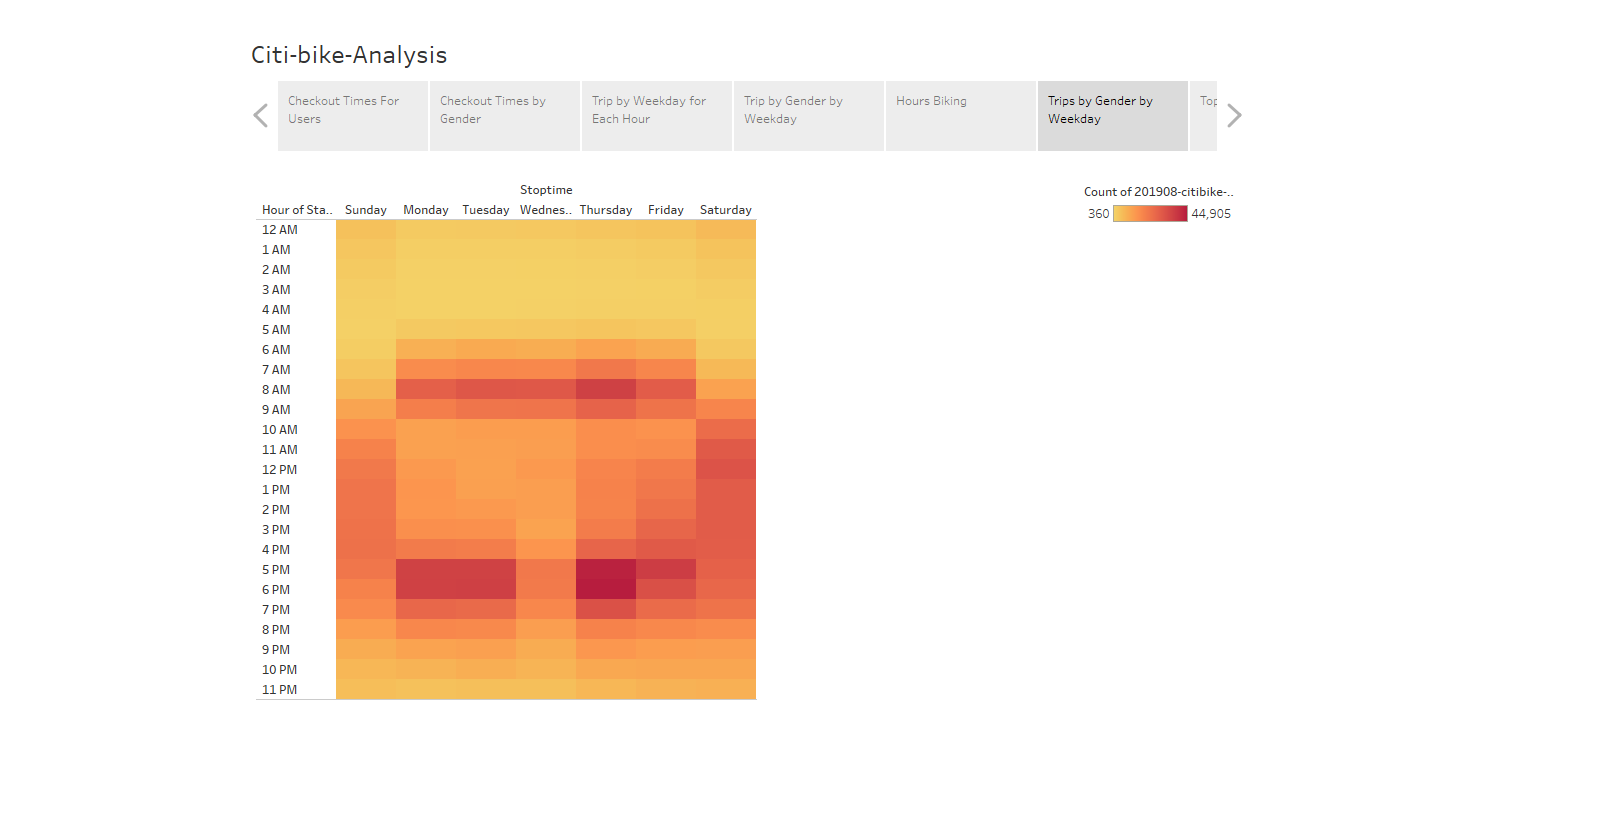 Citi-bike-Analysis
Checkout Times For
Users
Checkout Times by
Gender
Trip by Weekday for
Each Hour
Trip by Gender by
Weekday
Hours Biking
Trips by Gender by
Weekday
Top
Stoptime
Hour of Sta.. Sunday Monday Tuesday Wednes.. Thursday Friday Saturday
12 AM
1 AM
2 AM
3 AM
4 AM
5 AM
6 AM
7 AM
8 AM
9 AM
10 AM
11 AM
12 PM
1 PM
2 PM
3 PM
4 PM
5 PM
6 PM
7 PM
8 PM
9 PM
10 PM
11 PM
Count of 201908-citibike-..
360 44,905